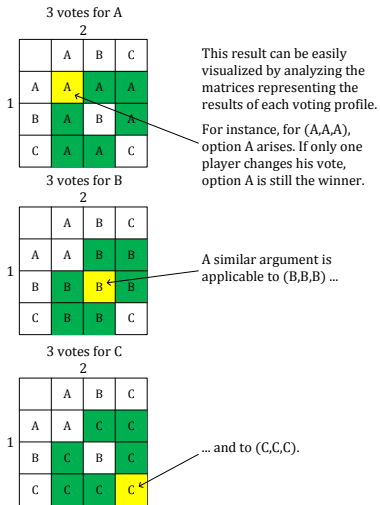 3 votes for A
2
A B C
A A A A
1
B A B A
C A A C
This result can be easily
visualized by analyzing the
matrices representing the
results of each voting profile.
For instance, for (A,A,A),
option A arises. If only one
player changes his vote,
option A is still the winner.
3 votes for B
2
A B C
A A B B
1
B B B B
C B B C
A similar argument is
applicable to (B,B,B) ...
3 votes for C
2
A B C
A A C C
1
B C B C
C C C C
... and to (C,C,C).